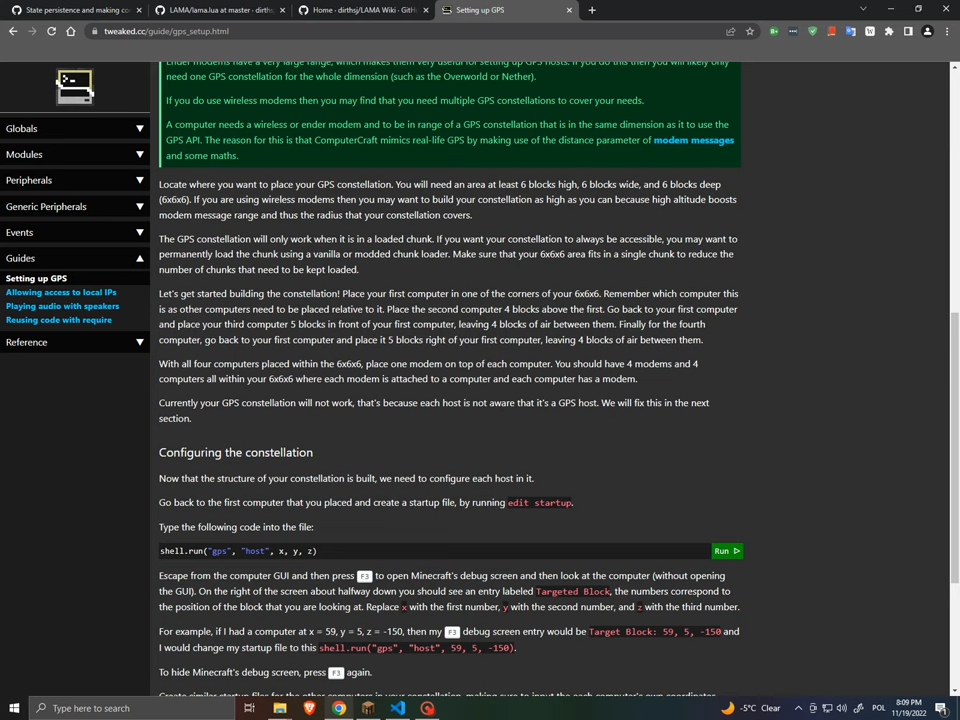 State persistence and making co
LAMA/lama.lua at master · dirths
Home · dirthsj/LAMA Wiki · GitHu
Setting up GPS
tweaked.cc/guide/gps_setup.html
Globals
Modules
Peripherals
Generic Peripherals
Events
Guides
Setting up GPS
Allowing access to local IPs
Playing audio with speakers
Reusing code with require
Reference
Ender modems have a very large range, which makes them very useful for setting up GPS hosts. If you do this then you will likely only
need one GPS constellation for the whole dimension (such as the Overworld or Nether).
If you do use wireless modems then you may find that you need multiple GPS constellations to cover your needs.
A computer needs a wireless or ender modem and to be in range of a GPS constellation that is in the same dimension as it to use the
GPS API. The reason for this is that ComputerCraft mimics real-life GPS by making use of the distance parameter of modem messages
and some maths.
Locate where you want to place your GPS constellation. You will need an area at least 6 blocks high, 6 blocks wide, and 6 blocks deep
(6x6x6). If you are using wireless modems then you may want to build your constellation as high as you can because high altitude boosts
modem message range and thus the radius that your constellation covers.
The GPS constellation will only work when it is in a loaded chunk. If you want your constellation to always be accessible, you may want to
permanently load the chunk using a vanilla or modded chunk loader. Make sure that your 6x6x6 area fits in a single chunk to reduce the
number of chunks that need to be kept loaded.
Let's get started building the constellation! Place your first computer in one of the corners of your 6x6x6. Remember which computer this
is as other computers need to be placed relative to it. Place the second computer 4 blocks above the first. Go back to your first computer
and place your third computer 5 blocks in front of your first computer, leaving 4 blocks of air between them. Finally for the fourth
computer, go back to your first computer and place it 5 blocks right of your first computer, leaving 4 blocks of air between them.
With all four computers placed within the 6x6x6, place one modem on top of each computer. You should have 4 modems and 4
computers all within your 6x6x6 where each modem is attached to a computer and each computer has a modem.
Currently your GPS constellation will not work, that's because each host is not aware that it's a GPS host. We will fix this in the next
section.
Configuring the constellation
Now that the structure of your constellation is built, we need to configure each host in it.
Go back to the first computer that you placed and create a startup file, by running edit startup.
Type the following code into the file:
shell.run("gps", "host", x, y, z)
Run
Escape from the computer GUI and then press F3 to open Minecraft's debug screen and then look at the computer (without opening
the GUI). On the right of the screen about halfway down you should see an entry labeled Targeted Block, the numbers correspond to
the position of the block that you are looking at. Replace x with the first number, y with the second number, and z with the third number.
For example, if I had a computer at x = 59, y = 5, z = -150, then my F3 debug screen entry would be Target Block: 59, 5, -150 and
I would change my startup file to this shell.run("gps", "host", 59, 5, -150).
To hide Minecraft's debug screen, press F3 again.
Create similar startup files for the other computers in your constellation, making sure to input the each computer's own coordinates.
Type here to search
-5°C Clear
POL
8:09 PM
11/19/2022